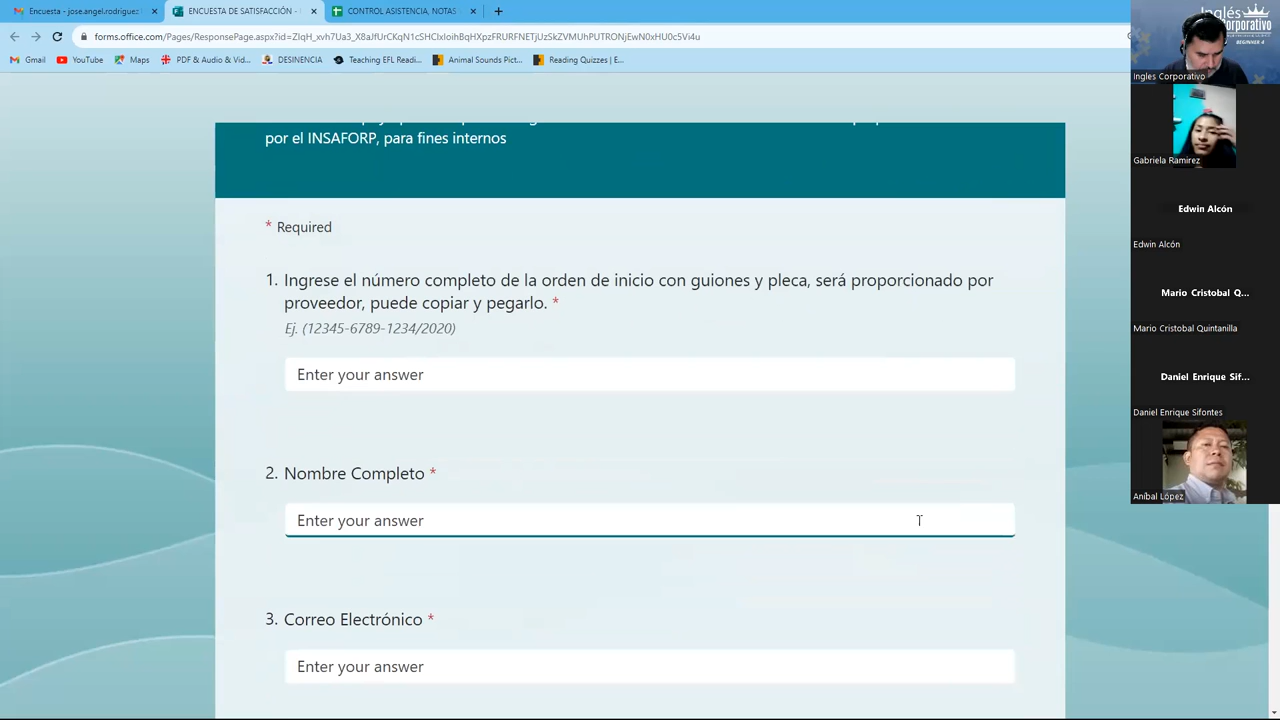 Encuesta - jose.angel.rodriguez
ENCUESTA DE SATISFACCIÓN -
CONTROL ASISTENCIA, NOTAS
forms.office.com/Pages/ResponsePage.aspx?id=
Gmail
YouTube
Maps
PDF & Audio & Vid...
DESINENCIA
Teaching EFL Readi...
Animal Sounds Pict...
Reading Quizzes | E...
por el INSAFORP, para fines internos
* Required
1. Ingrese el número completo de la orden de inicio con guiones y pleca, será proporcionado por
proveedor, puede copiar y pegarlo. *
Ej. (12345-6789-1234/2020)
Enter your answer
2. Nombre Completo *
Enter your answer
3. Correo Electrónico *
Enter your answer
Inglés
Corporativo
BEGINNER 4
Ingles Corporativo
Gabriela Ramirez
Edwin Alcón
Edwin Alcón
Mario Cristobal Q...
Mario Cristobal Quintanilla
Daniel Enrique Sif...
Daniel Enrique Sifontes
Aníbal López